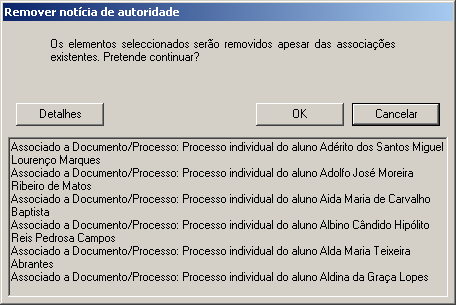 Remover notícia de autoridade
Os elementos seleccionados serão removidos apesar das associações
existentes. Pretende continuar?
Detalhes
OK
Cancelar
Associado a Documento/Processo: Processo individual do aluno Adérito dos Santos Miguel
Lourenço Marques
Associado a Documento/Processo: Processo individual do aluno Adolfo José Moreira
Ribeiro de Matos
Associado a Documento/Processo: Processo individual do aluno Aida Maria de Carvalho
Baptista
Associado a Documento/Processo: Processo individual do aluno Albino Cândido Hipólito
Reis Pedrosa Campos
Associado a Documento/Processo: Processo individual do aluno Alda Maria Teixeira
Abrantes
Associado a Documento/Processo: Processo individual do aluno Aldina da Graça Lopes